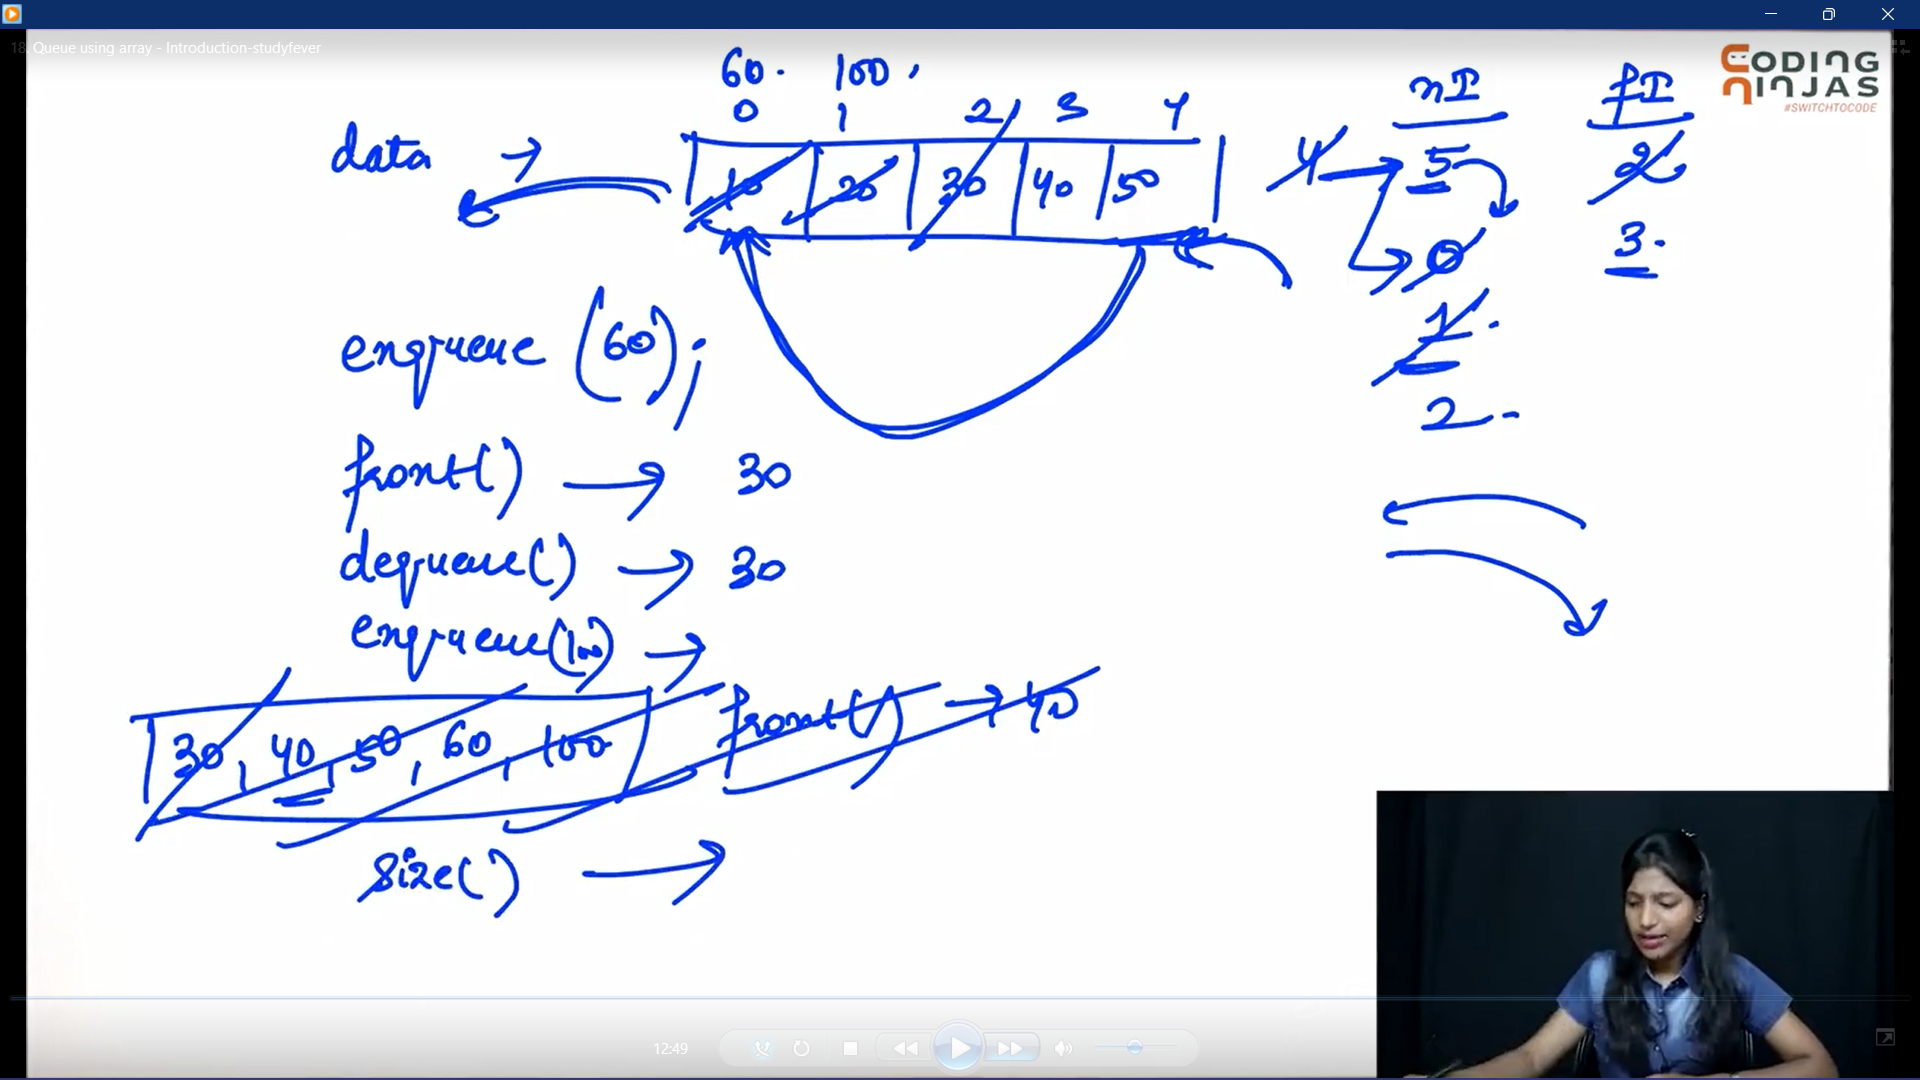 18. Queue using array - Introduction-studyfever
CODING NINJAS
#SWITCHTOCODE
60. 100,
0 1 2 3 4
data → 10 20 30 40 50
nI
4 → 5
0
1.
2.
fI
2
3.
enqueue (60);
front() → 30
dequeue() → 30
enqueue(100) →
30, 40, 50, 60, 100
front() → 40
size() →
12:49